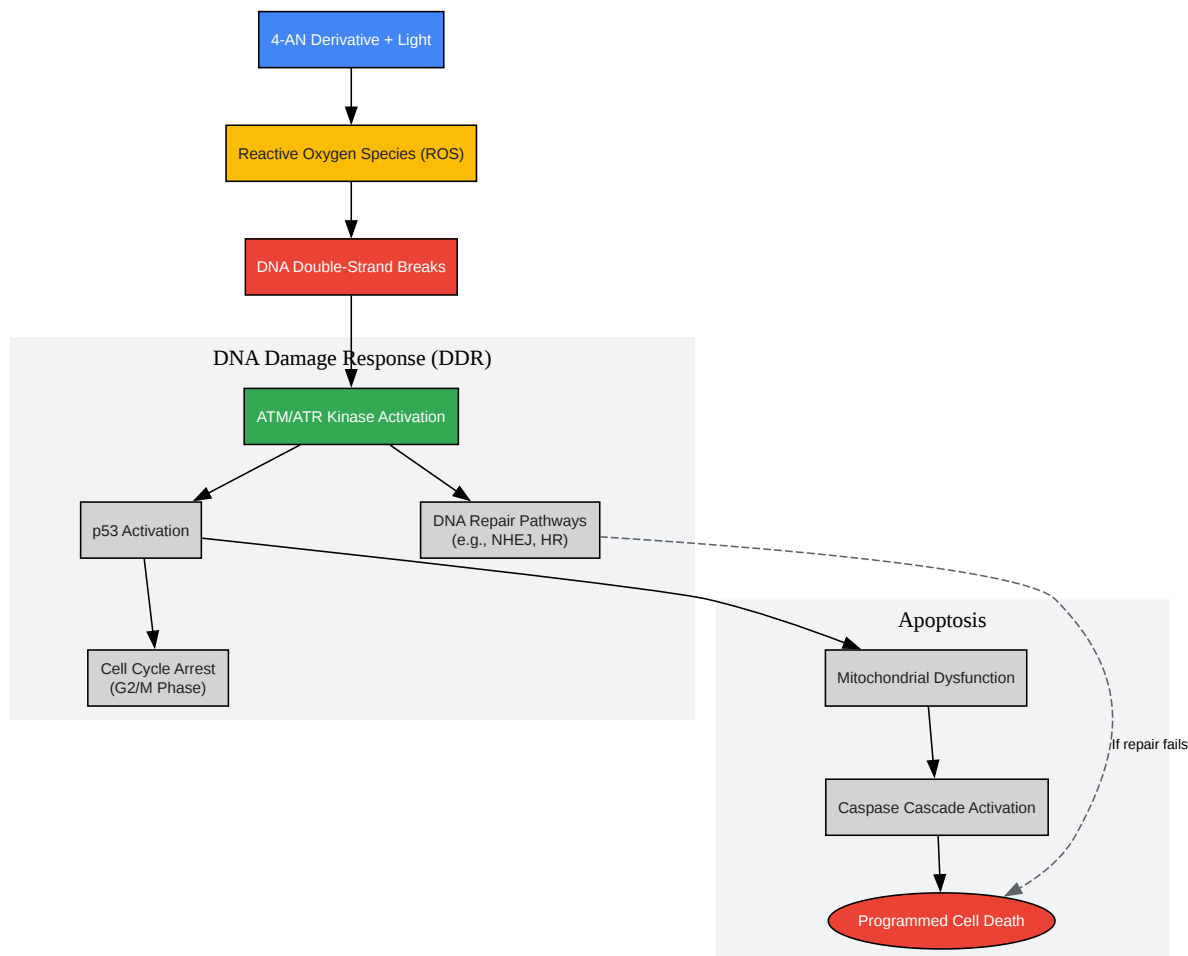 4-AN Derivative + Light
Reactive Oxygen Species (ROS)
DNA Double-Strand Breaks
DNA Damage Response (DDR)
ATM/ATR Kinase Activation
p53 Activation
DNA Repair Pathways
(e.g., NHEJ, HR)
Cell Cycle Arrest
(G2/M Phase)
Apoptosis
Mitochondrial Dysfunction
If repair fails
Caspase Cascade Activation
Programmed Cell Death